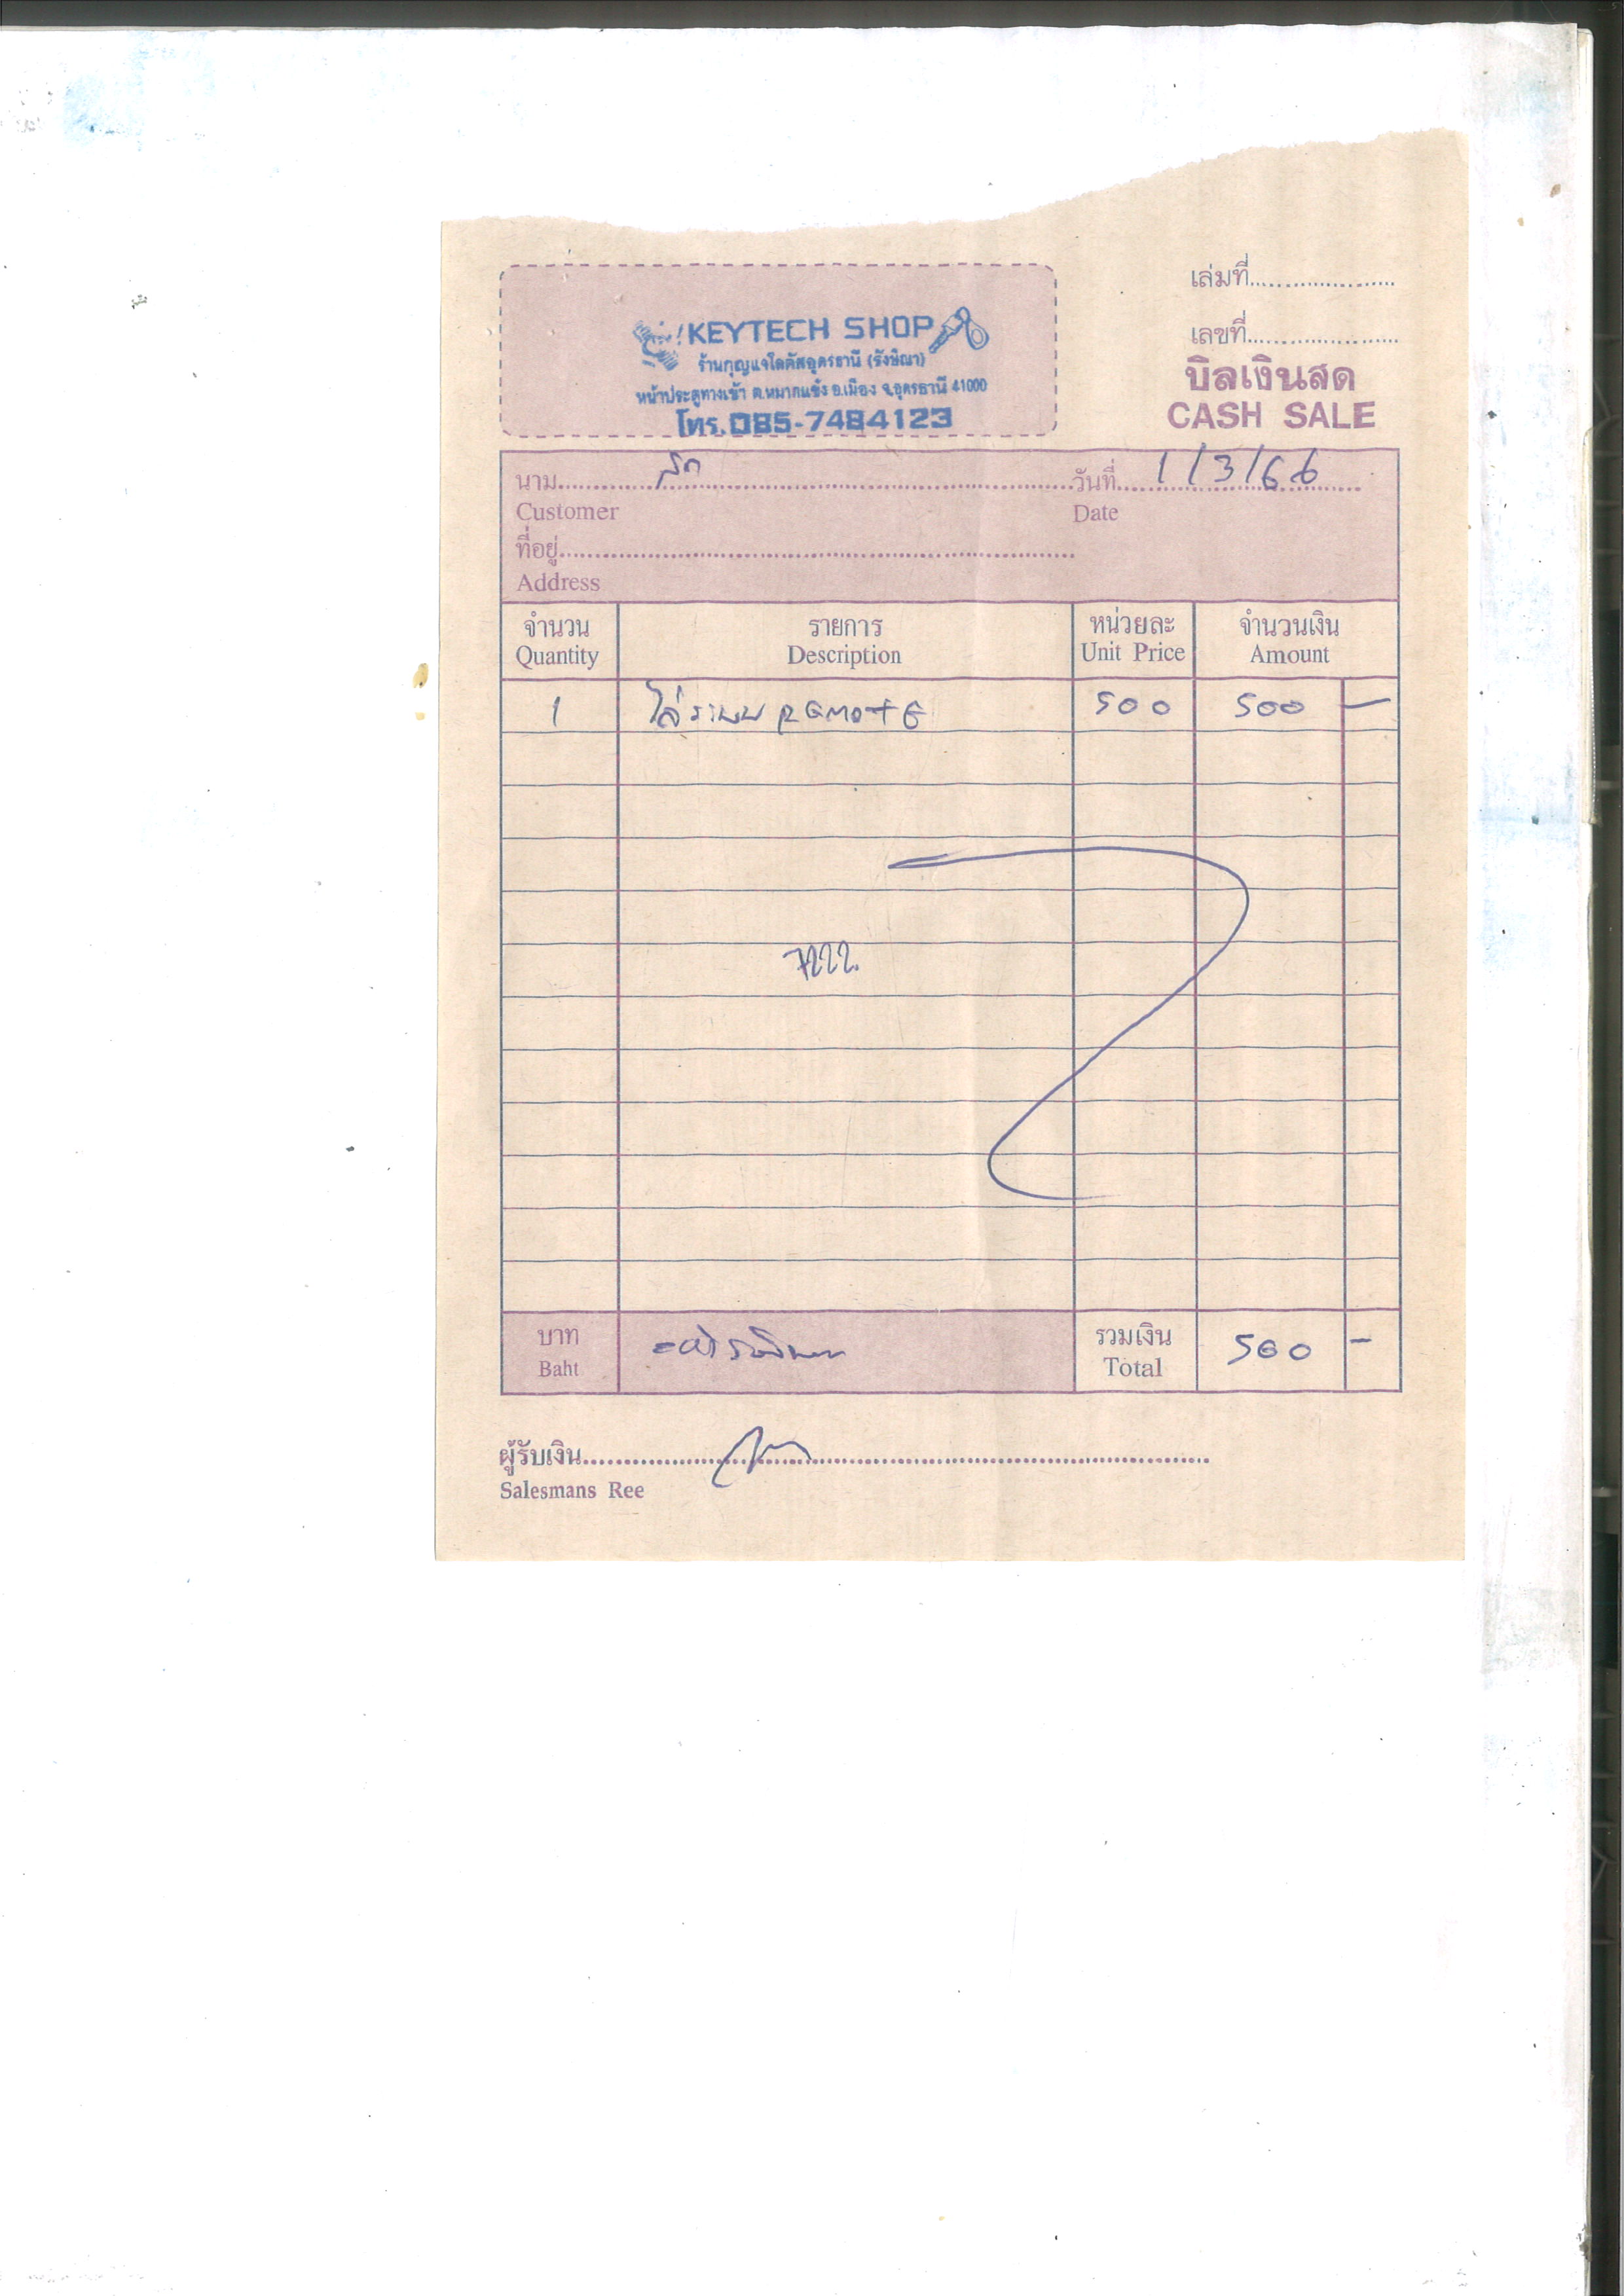 เล่มที่
เลขที่
KEYTECH SHOP
ร้านกุญแจโลตัสอุดรธานี (รังษิณา)
หน้าประตูทางเข้า ต.หมากแข้ง อ.เมือง จ.อุดรธานี 41000
โทร. 085-7484123
บิลเงินสด
CASH SALE
นาม วันที่ 1/3/66
Customer Date
ที่อยู่
Address
จำนวน รายการ หน่วยละ จำนวนเงิน
Quantity Description Unit Price Amount
1 REMOTE 500 500 -
บาท รวมเงิน 500 -
Baht Total
ผู้รับเงิน
Salesmans Ree